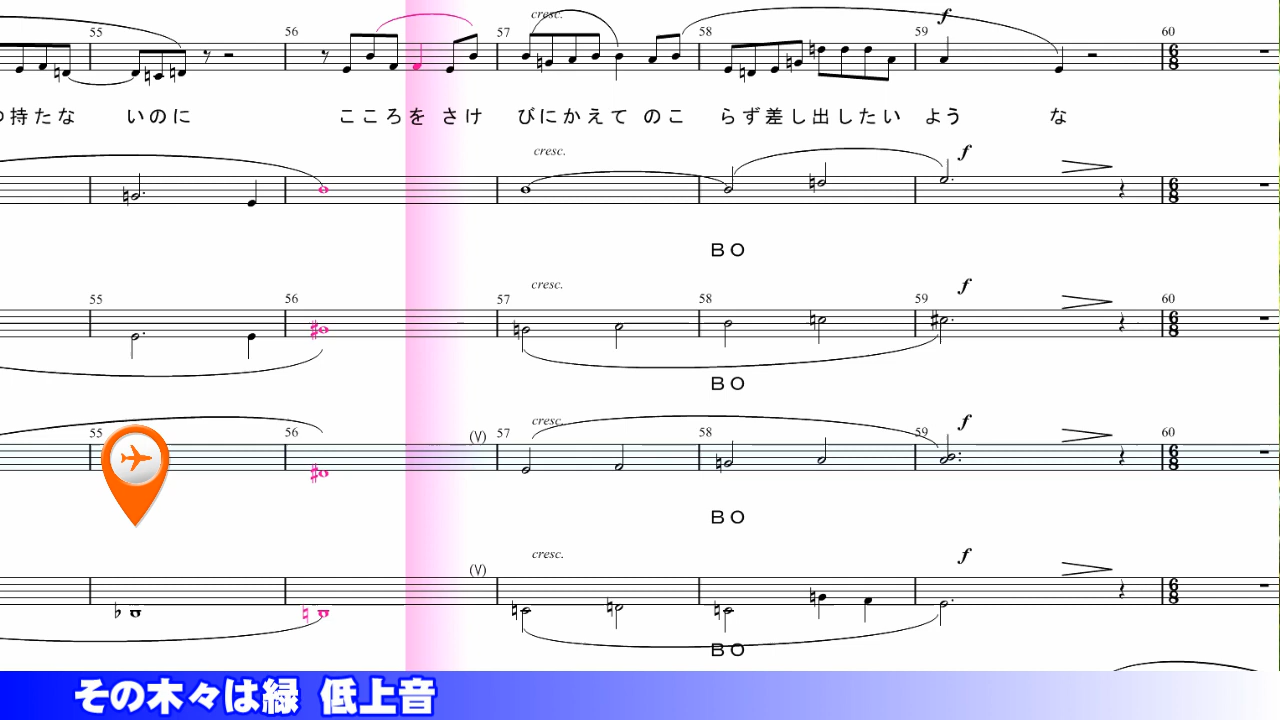 cresc. f
55 56 57 58 59 60
持たな いのに こころを さけ びにかえて のこ らず差し出したい よう な
cresc. f
BO
cresc. f
55 56 57 58 59 60
BO
cresc. f
55 56 (V) 57 58 59 60
BO
cresc. f
(V)
BO
その木々は緑 低上音